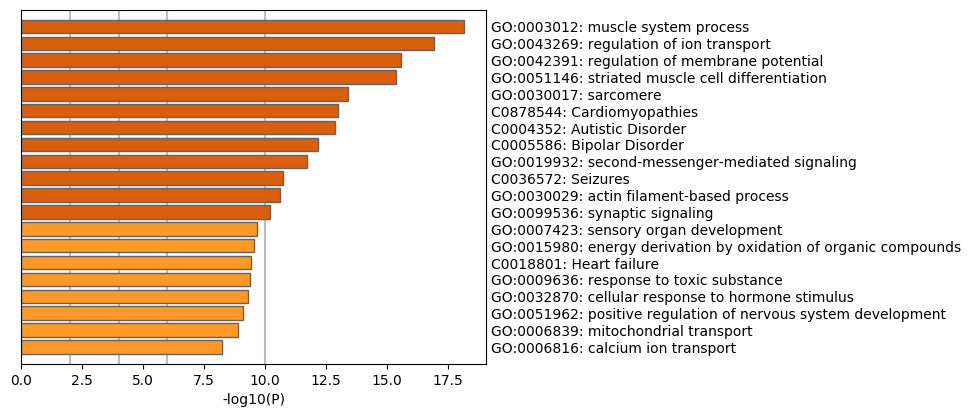 GO:0003012: muscle system process
GO:0043269: regulation of ion transport
GO:0042391: regulation of membrane potential
GO:0051146: striated muscle cell differentiation
GO:0030017: sarcomere
C0878544: Cardiomyopathies
C0004352: Autistic Disorder
C0005586: Bipolar Disorder
GO:0019932: second-messenger-mediated signaling
C0036572: Seizures
GO:0030029: actin filament-based process
GO:0099536: synaptic signaling
GO:0007423: sensory organ development
GO:0015980: energy derivation by oxidation of organic compounds
C0018801: Heart failure
GO:0009636: response to toxic substance
GO:0032870: cellular response to hormone stimulus
GO:0051962: positive regulation of nervous system development
GO:0006839: mitochondrial transport
GO:0006816: calcium ion transport
0.0 2.5 5.0 7.5 10.0 12.5 15.0 17.5
-log10(P)